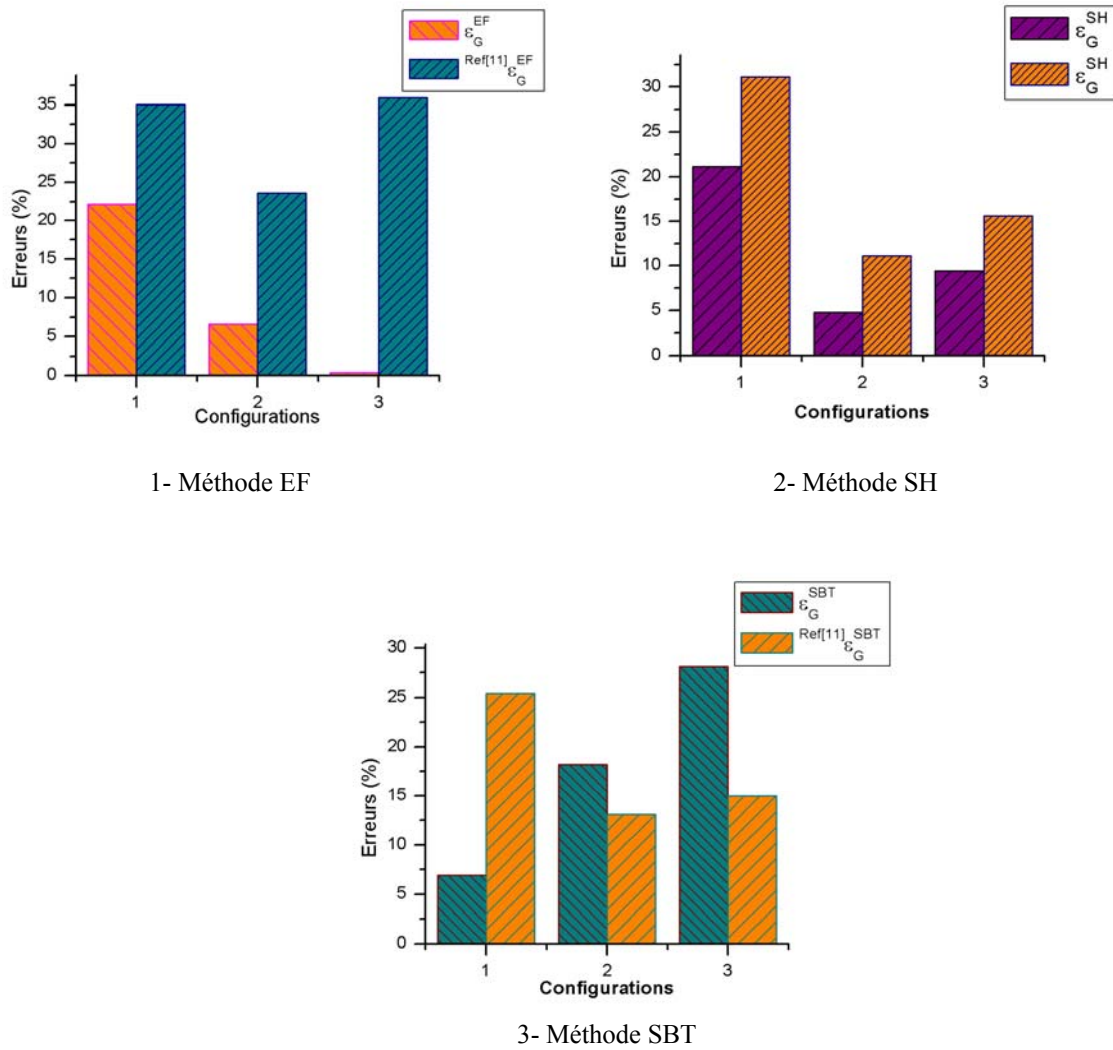 ε_G^EF
Ref[11] ε_G^EF
35
30
25
20
15
10
5
0
Erreurs (%)
1 2 3
Configurations
1- Méthode EF
ε_G^SH
ε_G^SH
30
25
20
15
10
5
0
Erreurs (%)
1 2 3
Configurations
2- Méthode SH
ε_G^SBT
Ref[11] ε_G^SBT
30
25
20
15
10
5
0
Erreurs (%)
1 2 3
Configurations
3- Méthode SBT